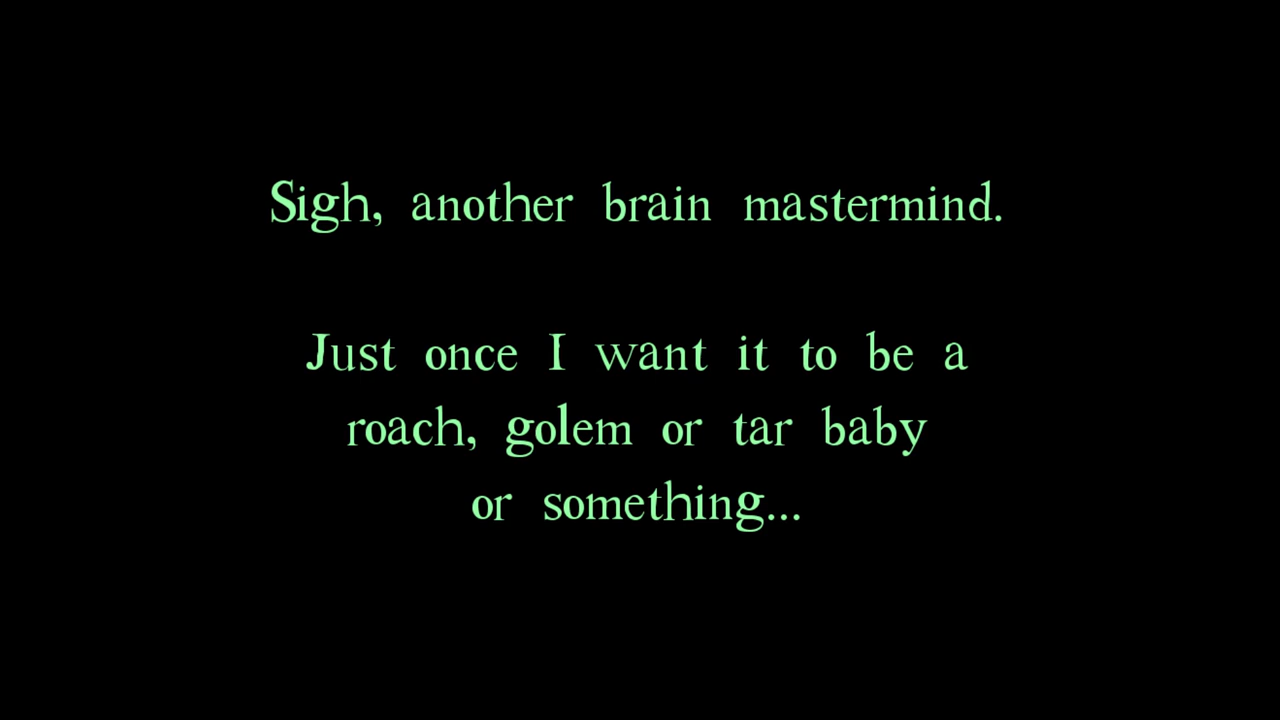 Sigh, another brain mastermind.
Just once I want it to be a
roach, golem or tar baby
or something...